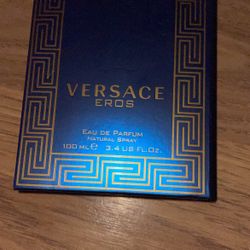 VERSACE
EROS
EAU DE PARFUM
NATURAL SPRAY
100 ML ℮ 3.4 US FL.OZ.